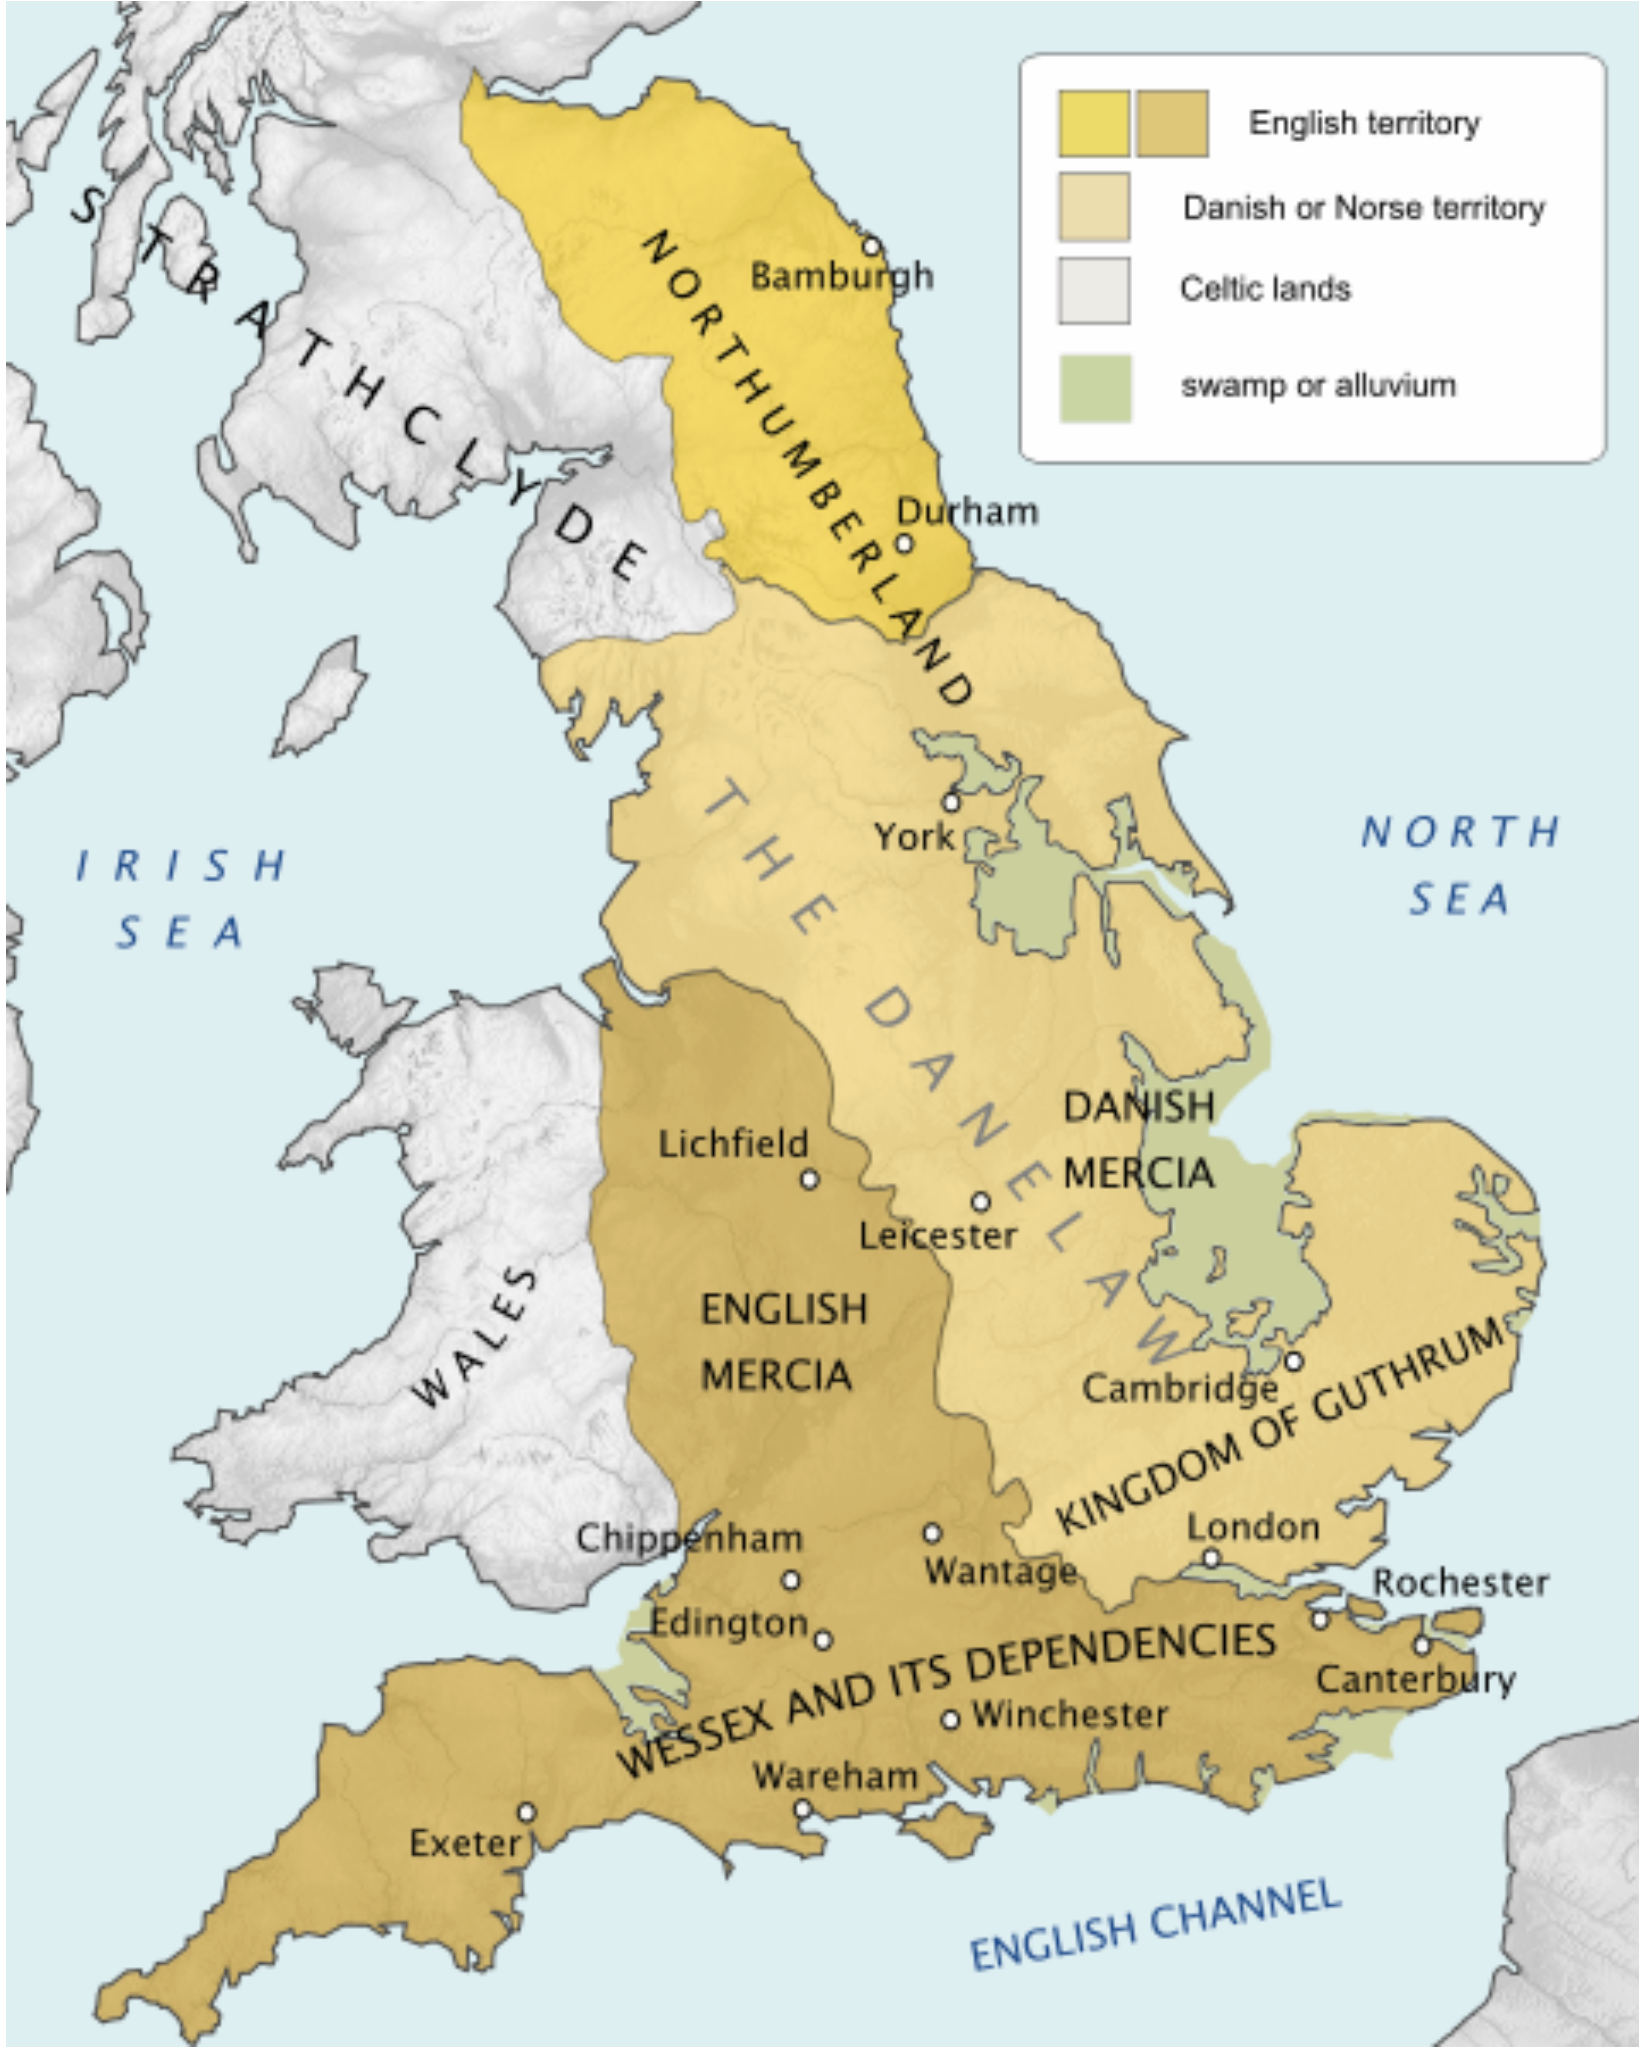 English territory
Danish or Norse territory
Celtic lands
swamp or alluvium
STRATHCLYDE
NORTHUMBERLAND
Bamburgh
Durham
York
IRISH
SEA
NORTH
SEA
THE DANELAW
DANISH
MERCIA
Lichfield
Leicester
ENGLISH
MERCIA
WALES
Cambridge
KINGDOM OF GUTHRUM
London
Chippenham
Wantage
Rochester
Edington
WESSEX AND ITS DEPENDENCIES
Canterbury
Winchester
Wareham
Exeter
ENGLISH CHANNEL